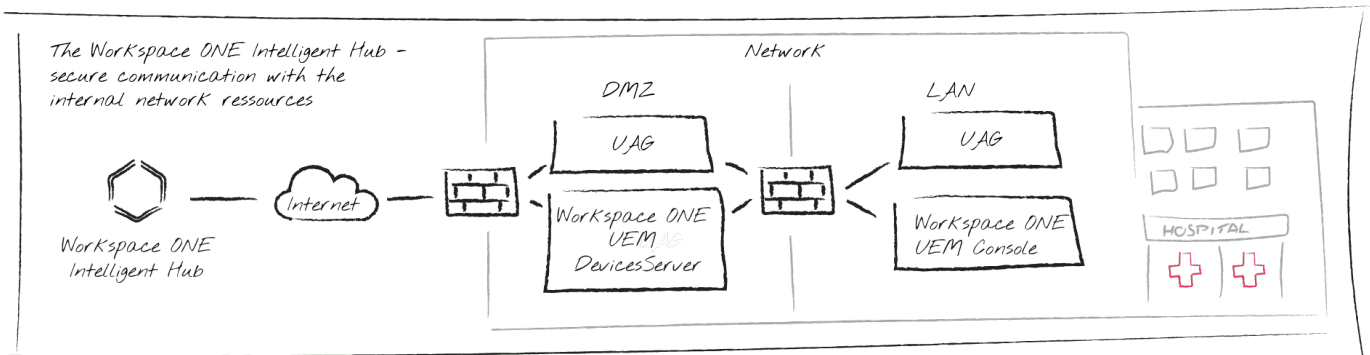 The Workspace ONE Intelligent Hub -
secure communication with the
internal network ressources
Network
DMZ
LAN
UAG
UAG
Internet
Workspace ONE
UEM
DevicesServer
Workspace ONE
UEM Console
HOSPITAL
Workspace ONE
Intelligent Hub